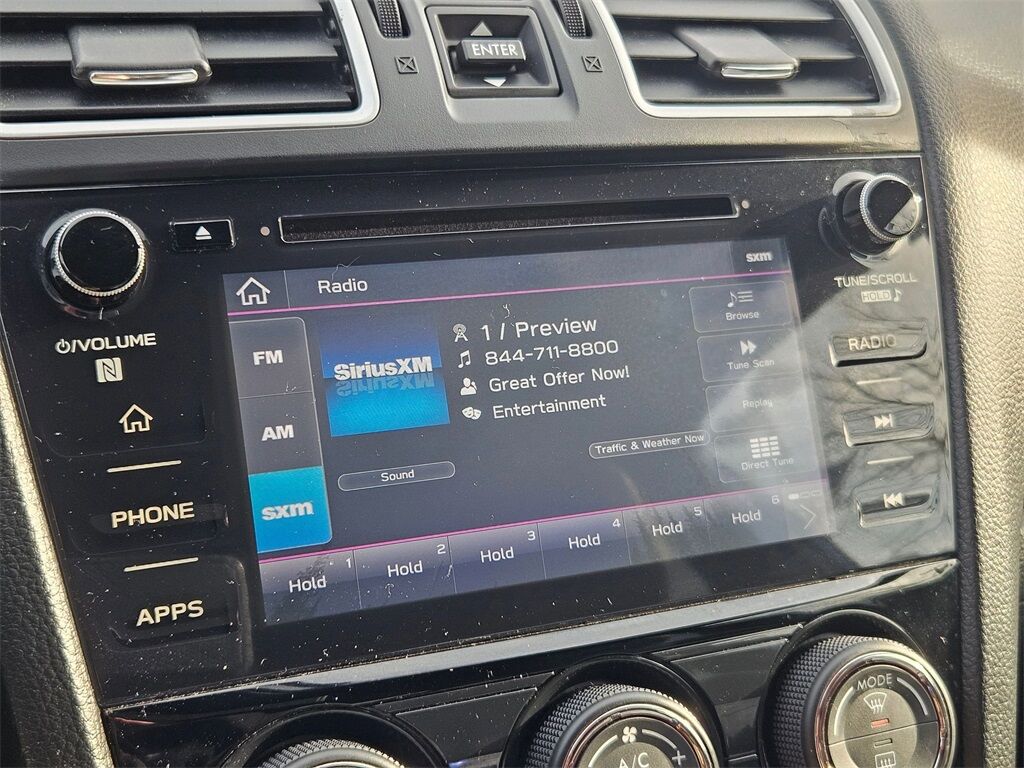 ENTER
Radio
sxm
/VOLUME
PHONE
APPS
FM
AM
sxm
SiriusXM
1 / Preview
844-711-8800
Great Offer Now!
Entertainment
Sound
Traffic & Weather Now
Browse
Tune Scan
Replay
Direct Tune
Hold 1
Hold 2
Hold 3
Hold 4
Hold 5
Hold 6
TUNE/SCROLL
HOLD
RADIO
A/C
+
MODE